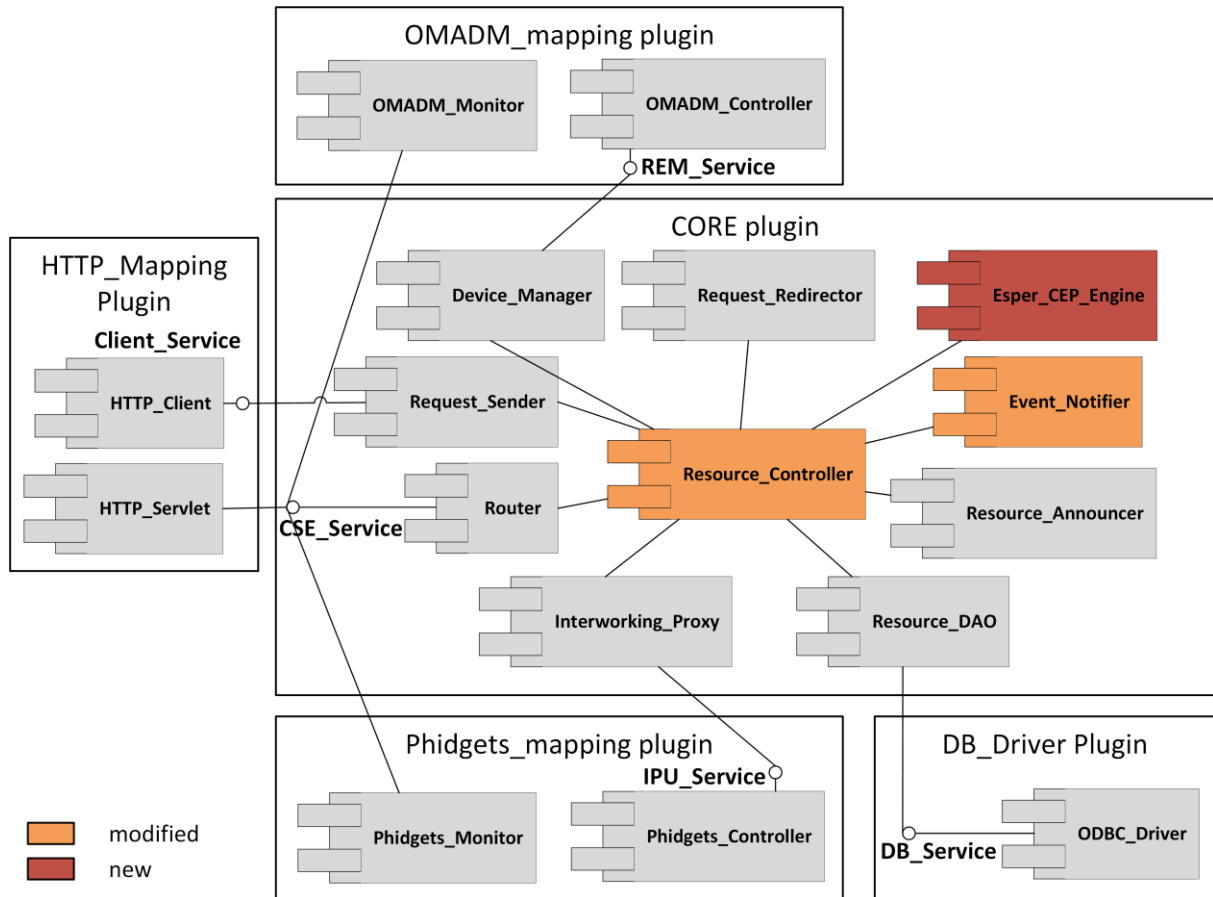 OMADM_mapping plugin
OMADM_Monitor
OMADM_Controller
REM_Service
CORE plugin
HTTP_Mapping
Plugin
Device_Manager
Request_Redirector
Esper_CEP_Engine
Client_Service
HTTP_Client
Request_Sender
Event_Notifier
Resource_Controller
HTTP_Servlet
CSE_Service
Router
Resource_Announcer
Interworking_Proxy
Resource_DAO
Phidgets_mapping plugin
IPU_Service
DB_Driver Plugin
Phidgets_Monitor
Phidgets_Controller
ODBC_Driver
DB_Service
modified
new